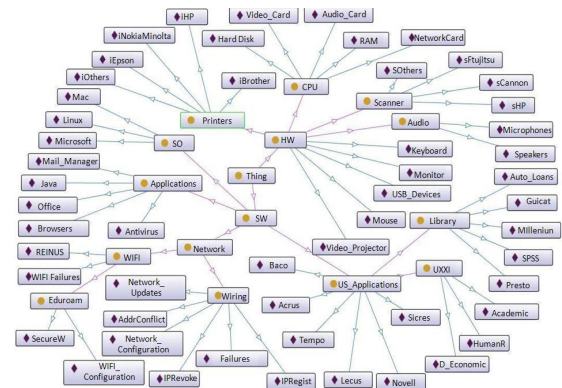 iHP
Video_Card
Audio_Card
iNokiaMinolta
Hard Disk
RAM
NetworkCard
iEpson
SOthers
sFtujitsu
iOthers
iBrother
CPU
sCannon
Mac
Scanner
sHP
Linux
Printers
Audio
Microphones
Microsoft
SO
HW
Keyboard
Speakers
Mail_Manager
Monitor
Auto_Loans
Java
Applications
Thing
USB_Devices
Gulcat
Office
Mouse
Library
Browsers
Antivirus
SW
Milleniun
REINUS
WIFI
Network
Video_Projector
SPSS
WIFI Failures
Baco
UXXI
Presto
Eduroam
Network_
Updates
Wiring
US_Applications
Academic
AddrConflict
Acrus
Sicres
SecureW
Network_
Configuration
Tempo
HumanR
WIFI_
Configuration
Failures
D_Economic
IPRevoke
IPRegist
Lecus
Novell